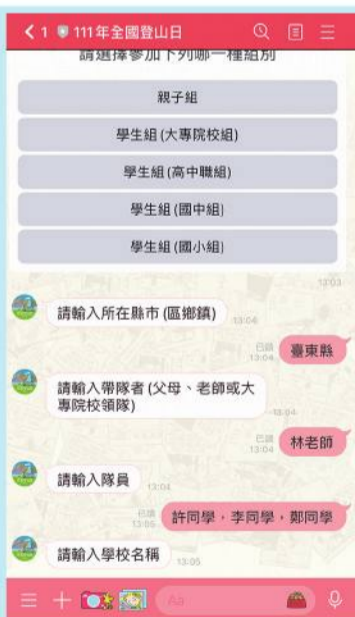 1 111年全國登山日
請選擇參加下列哪一種組別
親子組
學生組(大專院校組)
學生組(高中職組)
學生組(國中組)
學生組(國小組)
13:03
請輸入所在縣市(區鄉鎮)
13:04
已讀
13:04
臺東縣
請輸入帶隊者(父母、老師或大
專院校領隊)
13:04
已讀
13:04
林老師
請輸入隊員
13:04
已讀
13:05
許同學，李同學，鄭同學
請輸入學校名稱
13:05
Aa